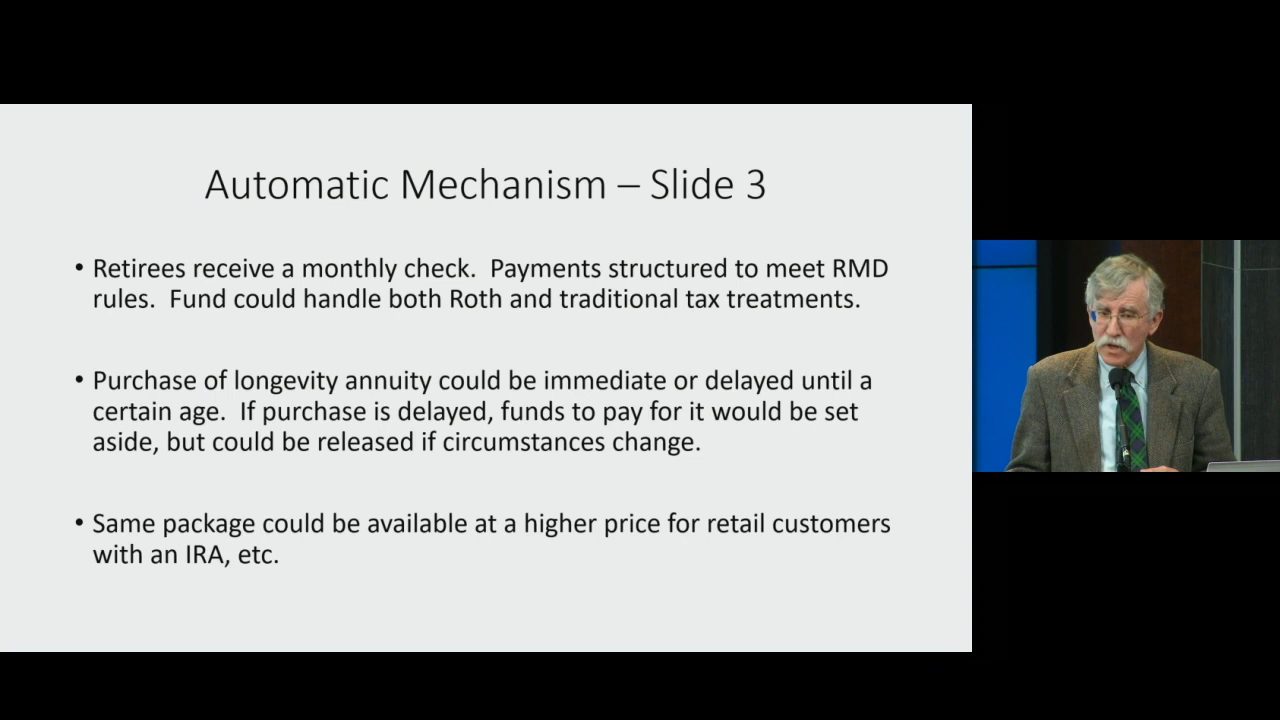 Automatic Mechanism – Slide 3
• Retirees receive a monthly check.  Payments structured to meet RMD
rules.  Fund could handle both Roth and traditional tax treatments.
• Purchase of longevity annuity could be immediate or delayed until a
certain age.  If purchase is delayed, funds to pay for it would be set
aside, but could be released if circumstances change.
• Same package could be available at a higher price for retail customers
with an IRA, etc.